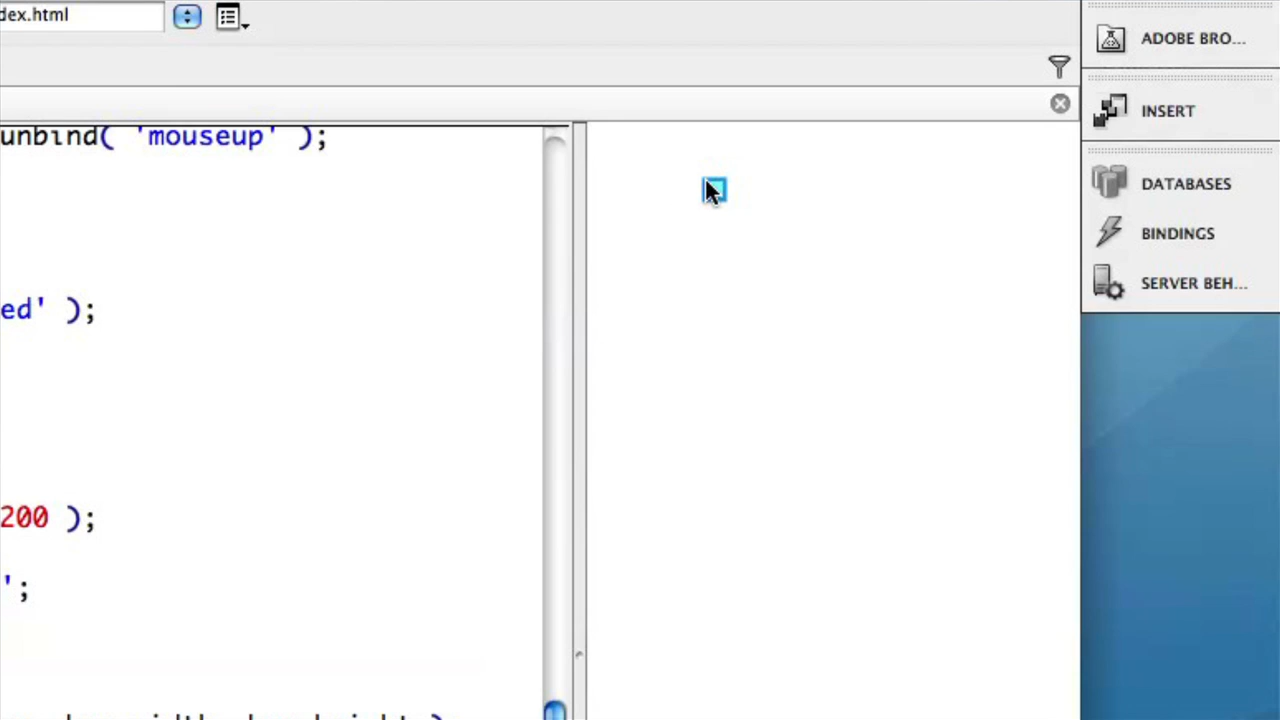 dex.html
ADOBE BRO...
INSERT
unbind( 'mouseup' );
DATABASES
BINDINGS
SERVER BEH...
ed' );
200 );
';